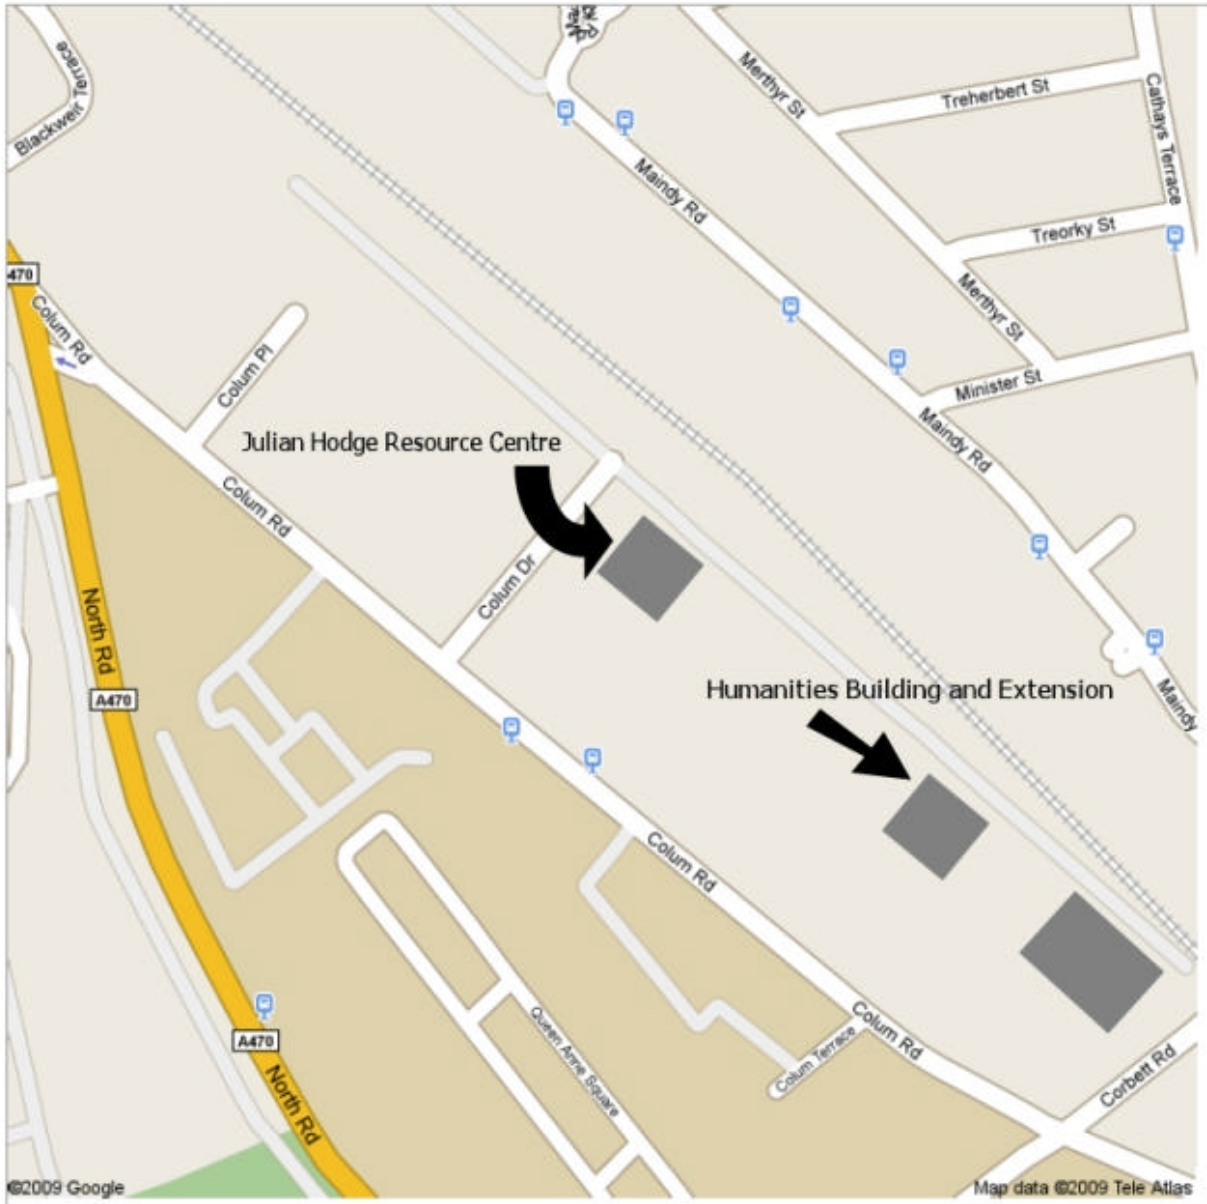 Blackweir Terrace
Merthyr St
Treherbert St
Cathays Terrace
Maindy Rd
Treorky St
470
Colum Rd
Merthyr St
Colum Pl
Minister St
Maindy Rd
Julian Hodge Resource Centre
Colum Rd
Colum Dr
North Rd
A470
Humanities Building and Extension
Maindy
Colum Rd
A470
Queen Anne Square
Colum Terrace
Colum Rd
Corbett Rd
North Rd
©2009 Google
Map data ©2009 Tele Atlas